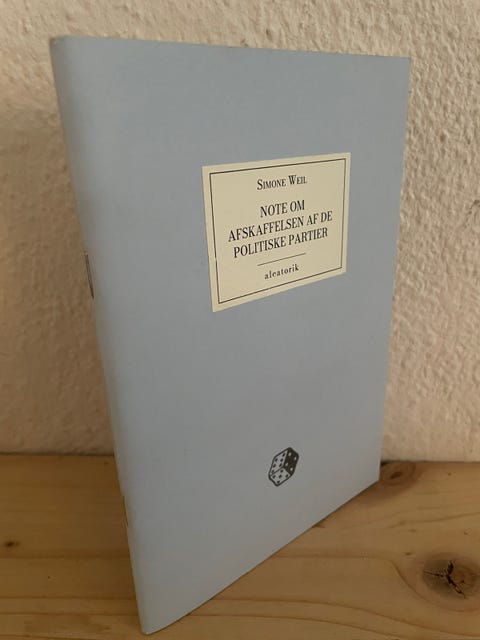 Simone Weil
NOTE OM
AFSKAFFELSEN AF DE
POLITISKE PARTIER
aleatorik